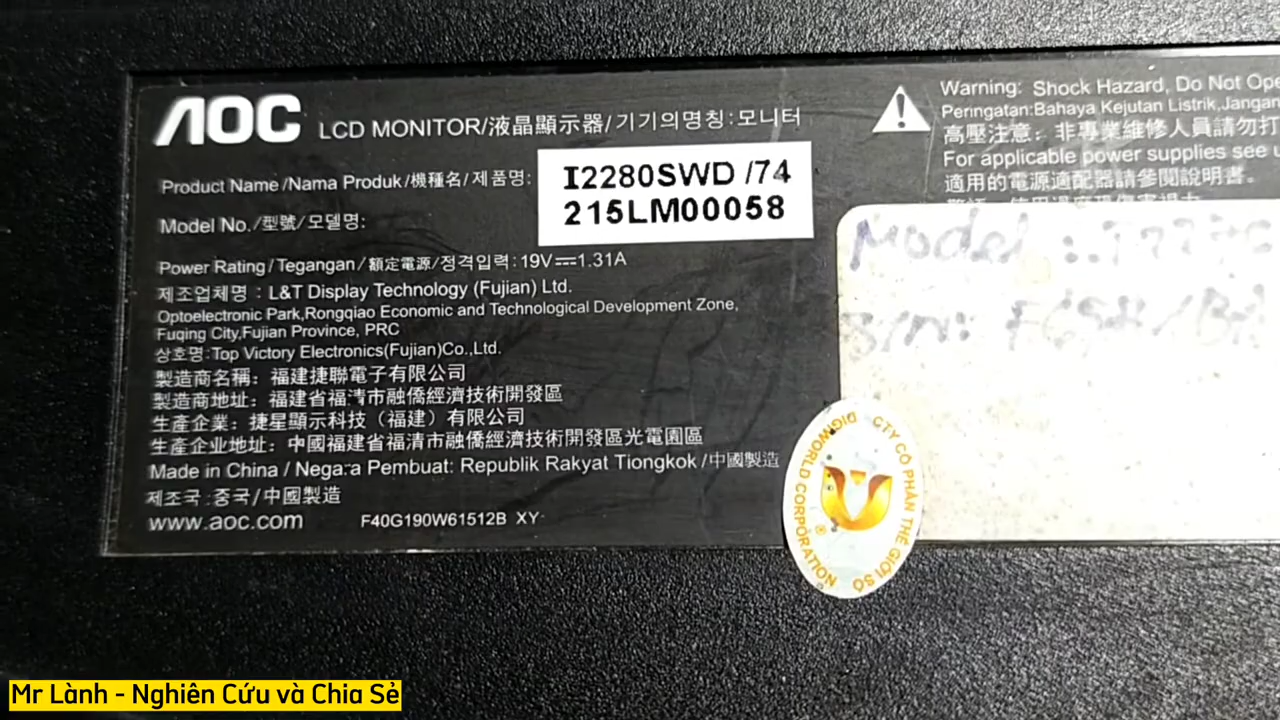 AOC LCD MONITOR/液晶顯示器/기기의명칭:모니터
Product Name /Nama Produk/機種名/제품명: I2280SWD /74
Model No./型號/모델명: 215LM00058
Power Rating/Tegangan/額定電源/정격입력:19V⎓1.31A
제조업체명 : L&T Display Technology (Fujian) Ltd.
Optoelectronic Park,Rongqiao Economic and Technological Development Zone,
Fuqing City,Fujian Province, PRC
상호명:Top Victory Electronics(Fujian)Co.,Ltd.
製造商名稱：福建捷聯電子有限公司
製造商地址：福建省福清市融僑經濟技術開發區
生產企業：捷星顯示科技（福建）有限公司
生產企业地址：中國福建省福清市融僑經濟技術開發區光電園區
Made in China / Negara Pembuat: Republik Rakyat Tiongkok /中國製造
제조국 :중국/中國製造
www.aoc.com F40G190W61512B XY
Warning: Shock Hazard, Do Not
Peringatan:Bahaya Kejutan Listrik,Jangan
高壓注意：非專業維修人員請勿打
For applicable power supplies see
適用的電源適配器請參閱說明書。
Model :
S/N:
CTY CỔ PHẦN THẾ GIỚI SỐ
DIGIWORLD CORPORATION
®
Mr Lành - Nghiên Cứu và Chia Sẻ